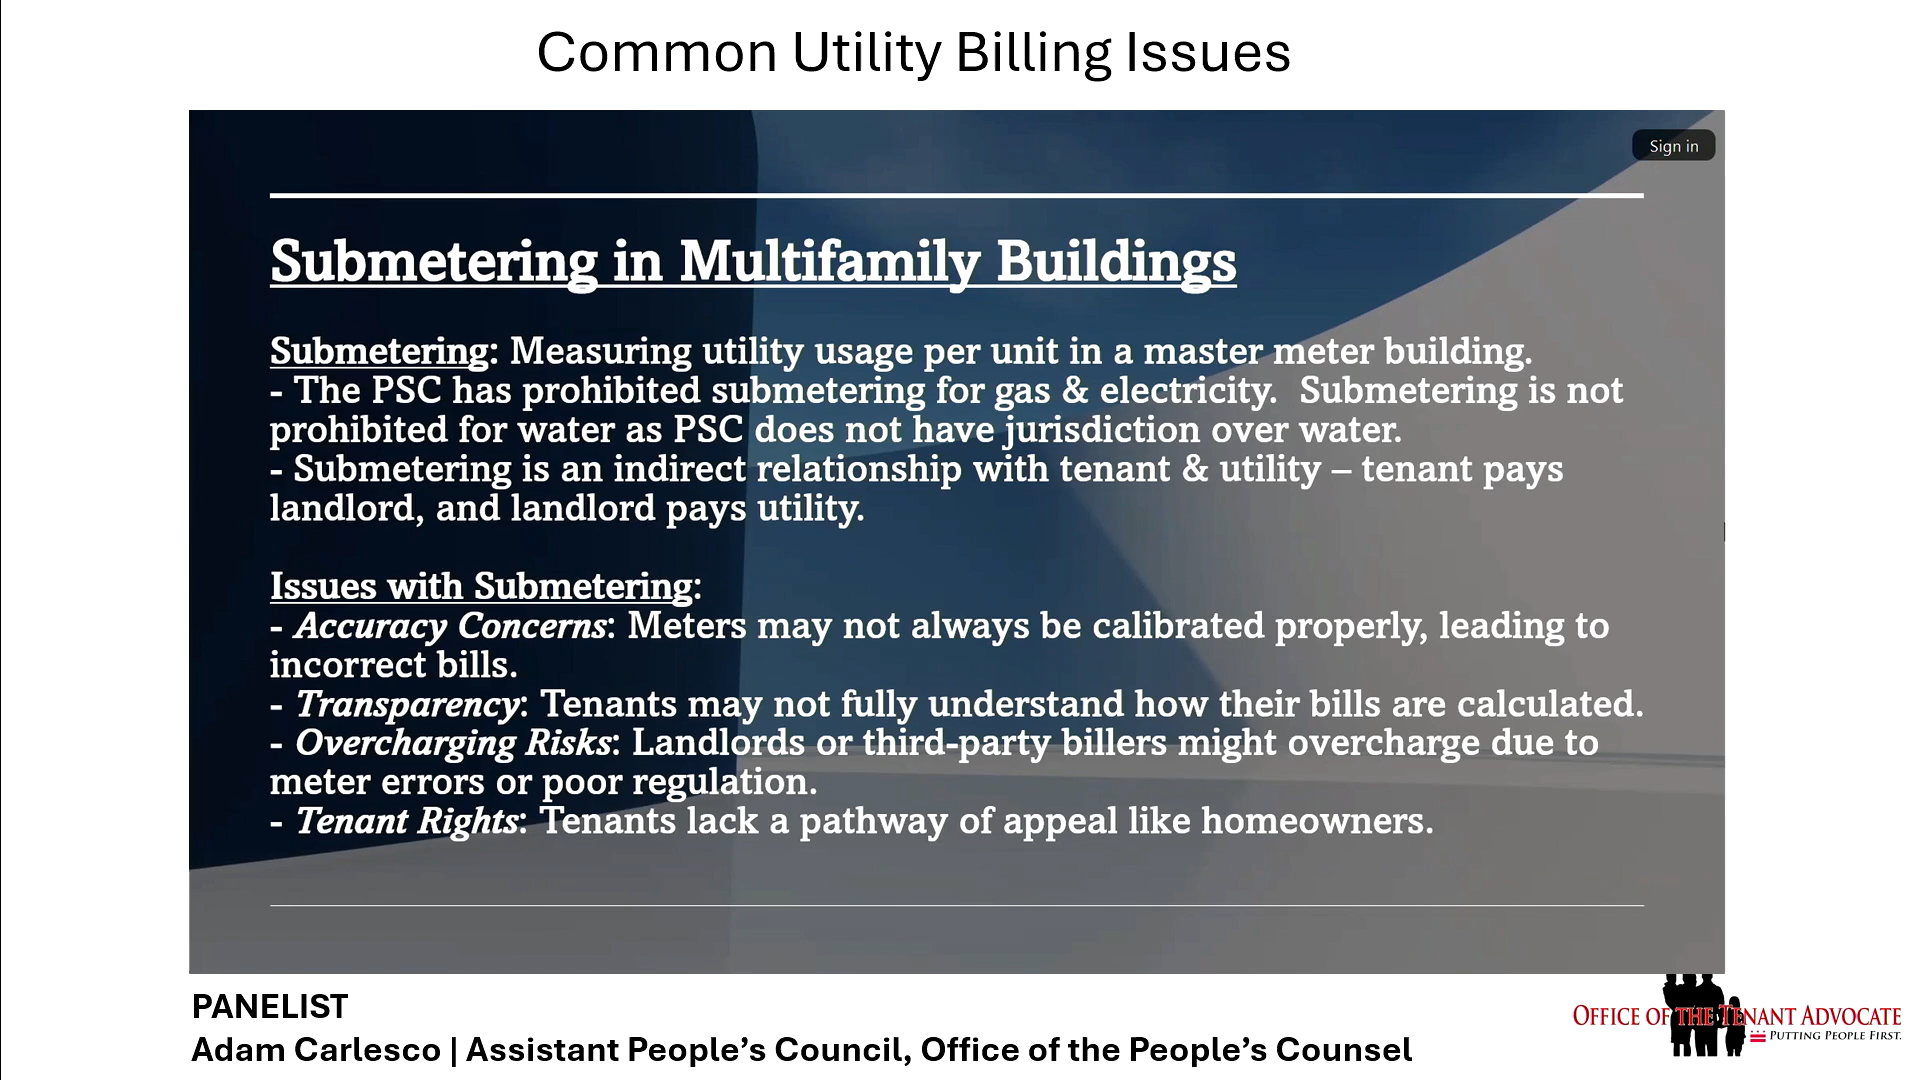 Common Utility Billing Issues
Sign in
Submetering in Multifamily Buildings
Submetering: Measuring utility usage per unit in a master meter building.
- The PSC has prohibited submetering for gas & electricity.  Submetering is not
prohibited for water as PSC does not have jurisdiction over water.
- Submetering is an indirect relationship with tenant & utility – tenant pays
landlord, and landlord pays utility.
Issues with Submetering:
- Accuracy Concerns: Meters may not always be calibrated properly, leading to
incorrect bills.
- Transparency: Tenants may not fully understand how their bills are calculated.
- Overcharging Risks: Landlords or third-party billers might overcharge due to
meter errors or poor regulation.
- Tenant Rights: Tenants lack a pathway of appeal like homeowners.
PANELIST
Adam Carlesco | Assistant People’s Council, Office of the People’s Counsel
OFFICE OF THE TENANT ADVOCATE
PUTTING PEOPLE FIRST.